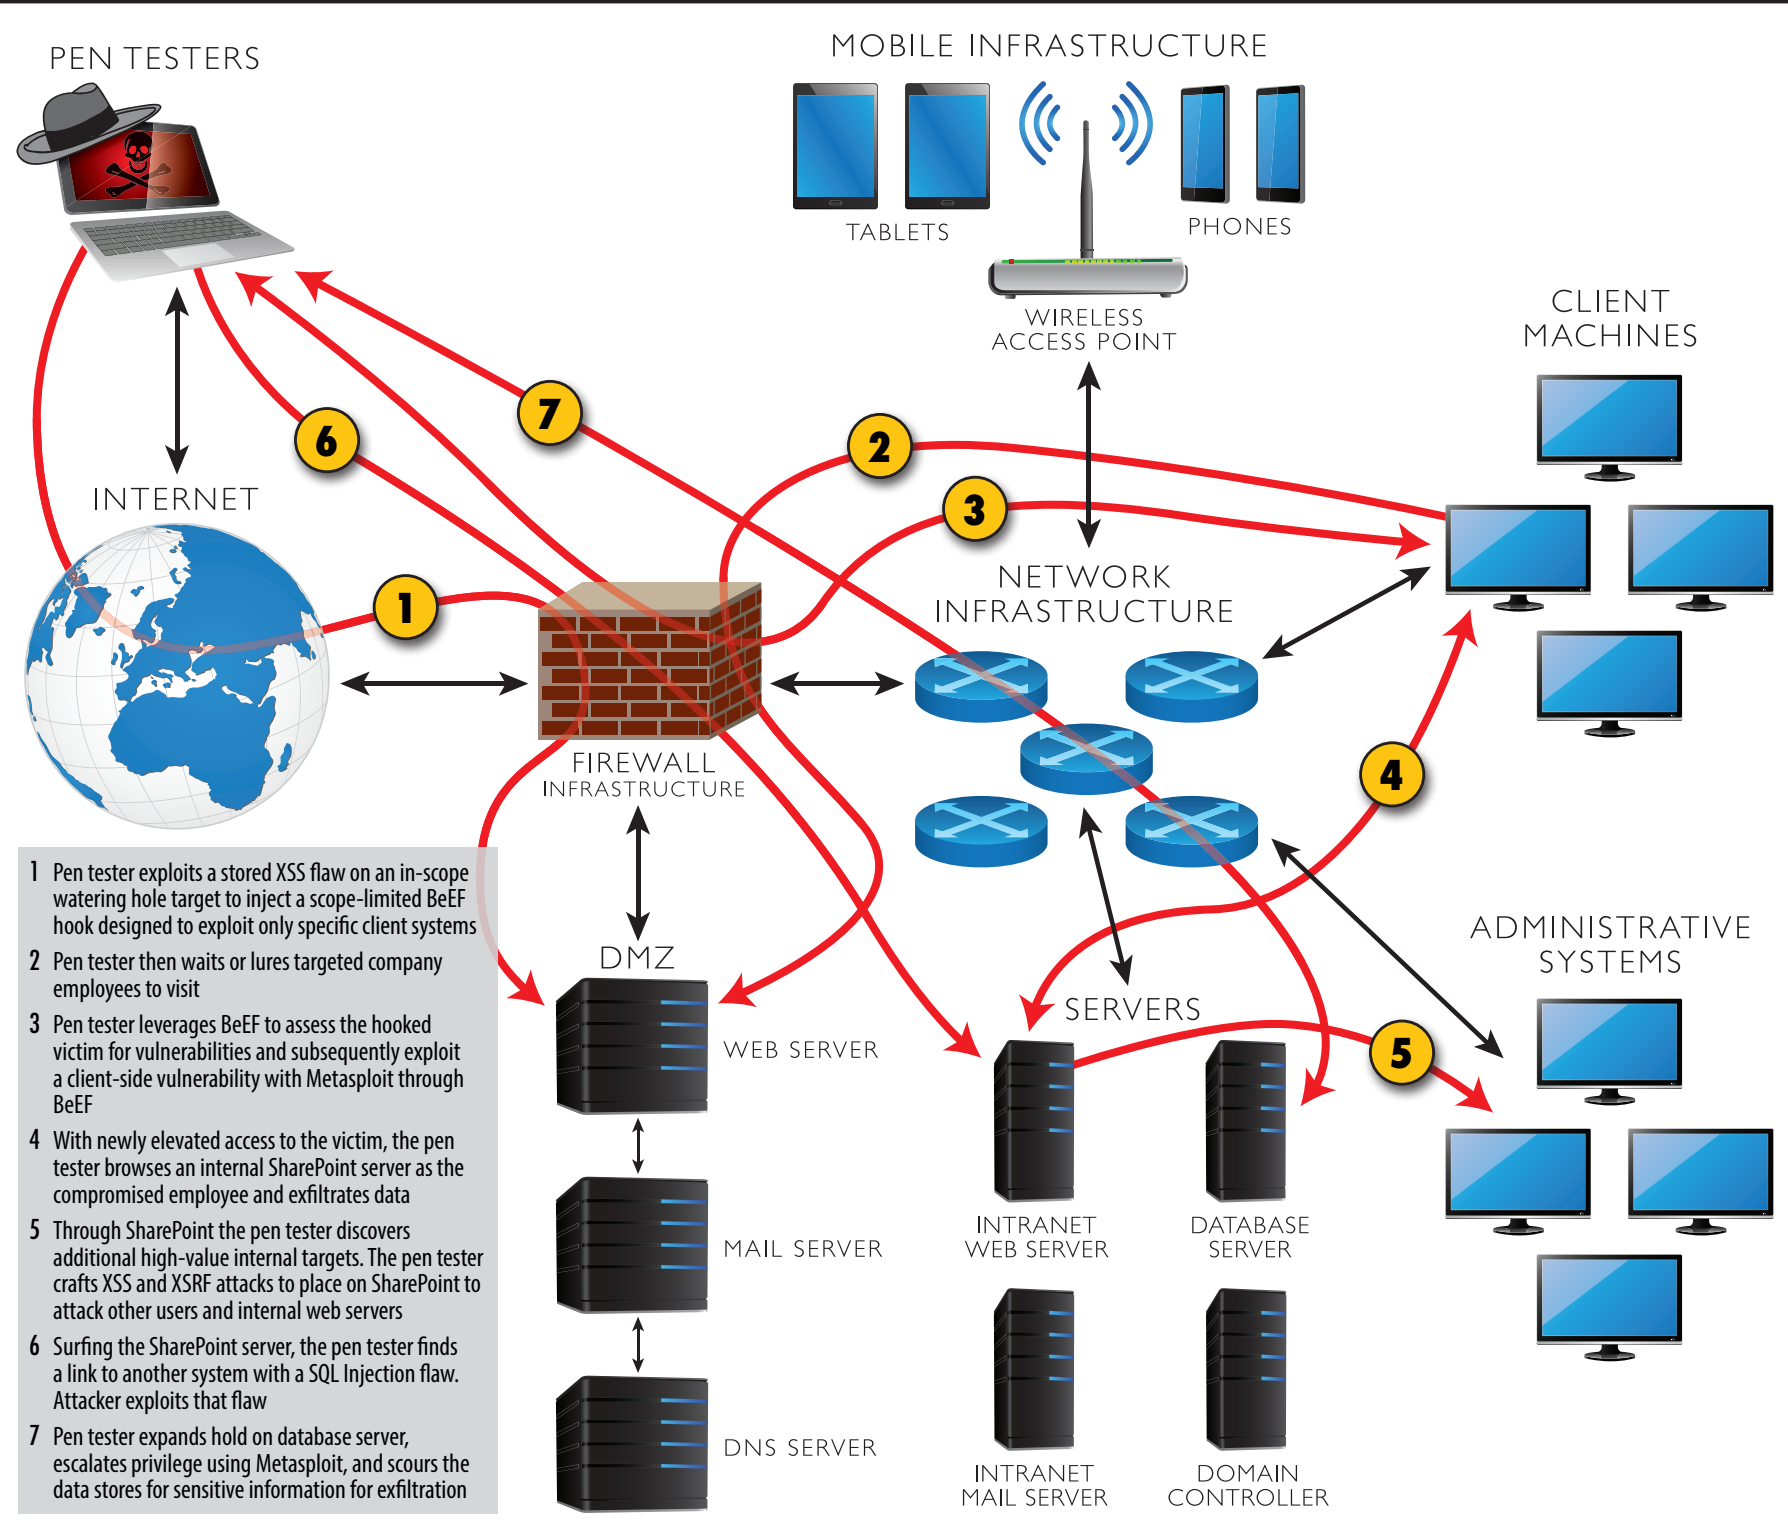 PEN TESTERS
MOBILE INFRASTRUCTURE
TABLETS
PHONES
WIRELESS
ACCESS POINT
CLIENT
MACHINES
7
6
2
3
INTERNET
1
NETWORK
INFRASTRUCTURE
FIREWALL
INFRASTRUCTURE
4
1 Pen tester exploits a stored XSS flaw on an in-scope
watering hole target to inject a scope-limited BeEF
hook designed to exploit only specific client systems
2 Pen tester then waits or lures targeted company
employees to visit
3 Pen tester leverages BeEF to assess the hooked
victim for vulnerabilities and subsequently exploit
a client-side vulnerability with Metasploit through
BeEF
4 With newly elevated access to the victim, the pen
tester browses an internal SharePoint server as the
compromised employee and exfiltrates data
5 Through SharePoint the pen tester discovers
additional high-value internal targets. The pen tester
crafts XSS and XSRF attacks to place on SharePoint to
attack other users and internal web servers
6 Surfing the SharePoint server, the pen tester finds
a link to another system with a SQL Injection flaw.
Attacker exploits that flaw
7 Pen tester expands hold on database server,
escalates privilege using Metasploit, and scours the
data stores for sensitive information for exfiltration
DMZ
WEB SERVER
MAIL SERVER
DNS SERVER
SERVERS
5
ADMINISTRATIVE
SYSTEMS
INTRANET
WEB SERVER
DATABASE
SERVER
INTRANET
MAIL SERVER
DOMAIN
CONTROLLER